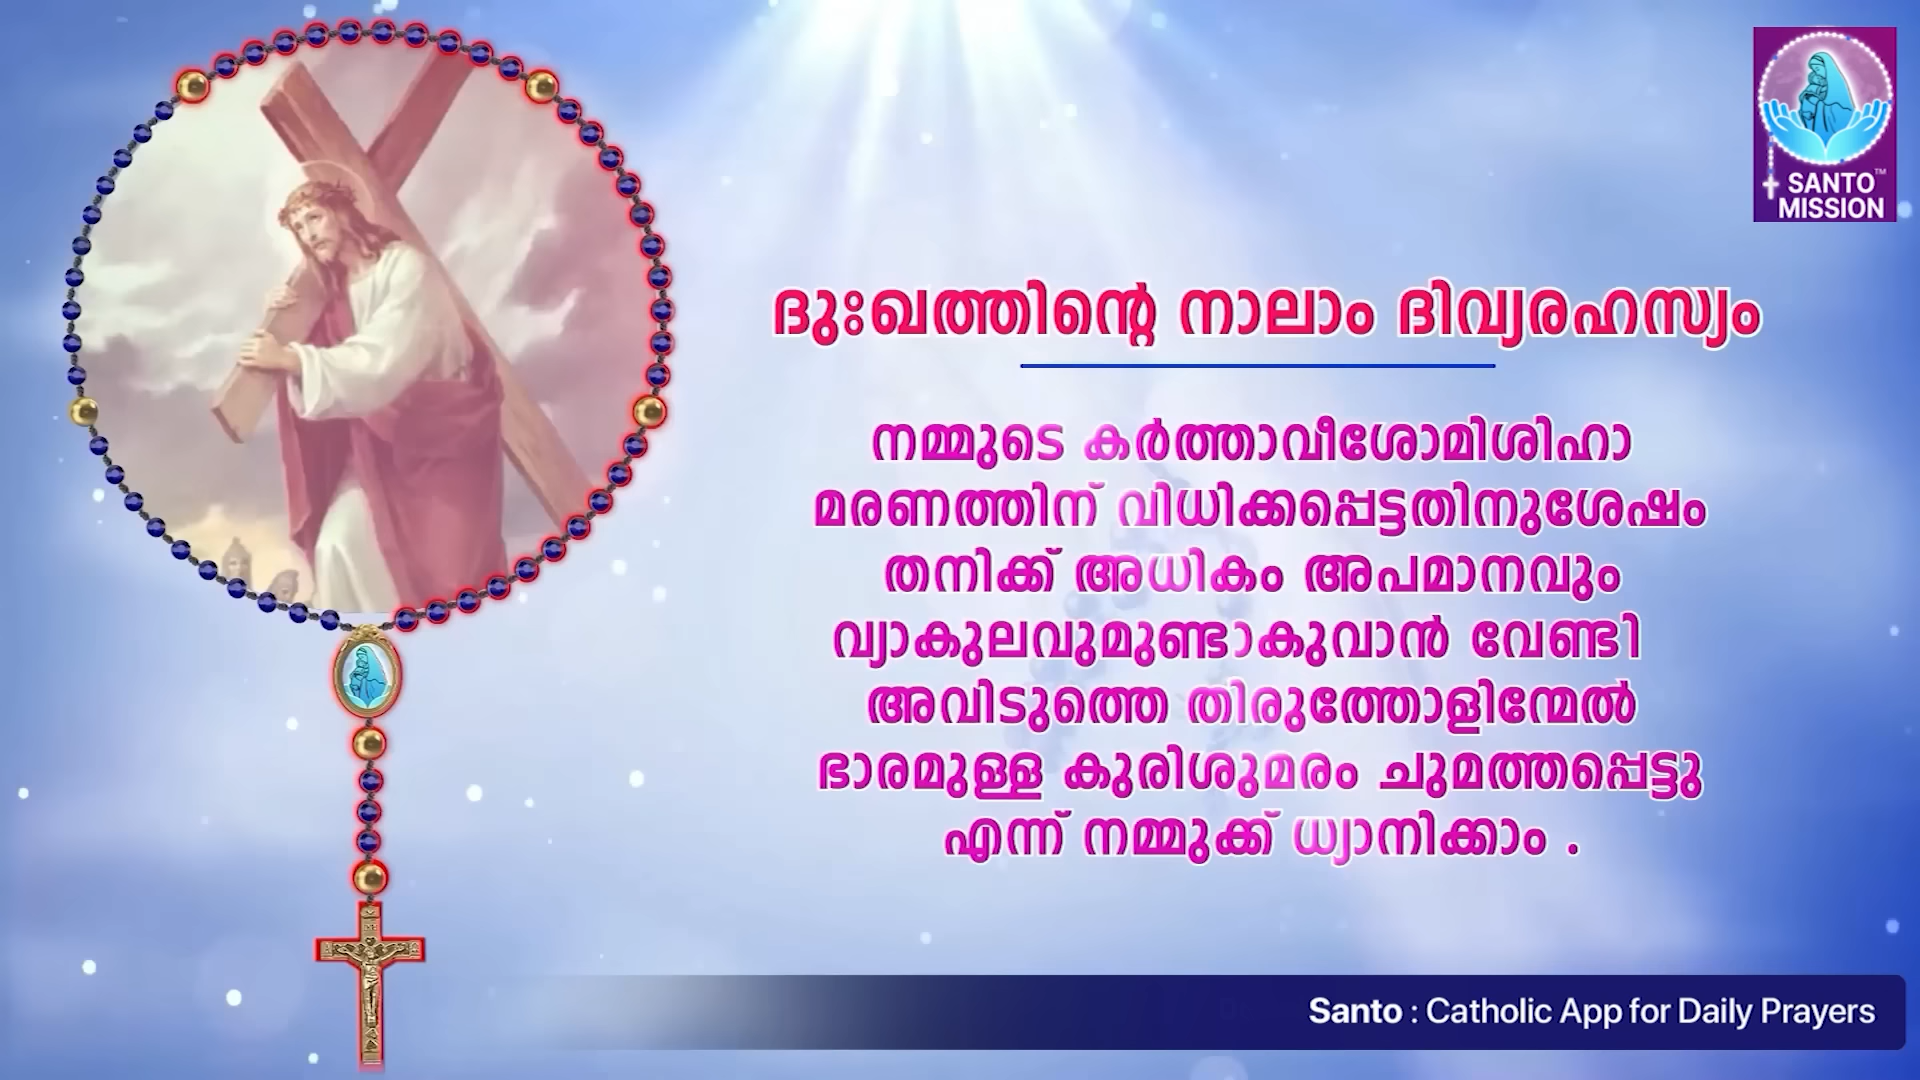 SANTO™
MISSION
ദുഃഖത്തിന്റെ നാലാം ദിവ്യരഹസ്യം
നമ്മുടെ കർത്താവീശോമിശിഹാ
മരണത്തിന് വിധിക്കപ്പെട്ടതിനുശേഷം
തനിക്ക് അധികം അപമാനവും
വ്യാകുലവുമുണ്ടാകുവാൻ വേണ്ടി
അവിടുത്തെ തിരുത്തോളിന്മേൽ
ഭാരമുള്ള കുരിശുമരം ചുമത്തപ്പെട്ടു
എന്ന് നമ്മുക്ക് ധ്യാനിക്കാം .
Santo : Catholic App for Daily Prayers